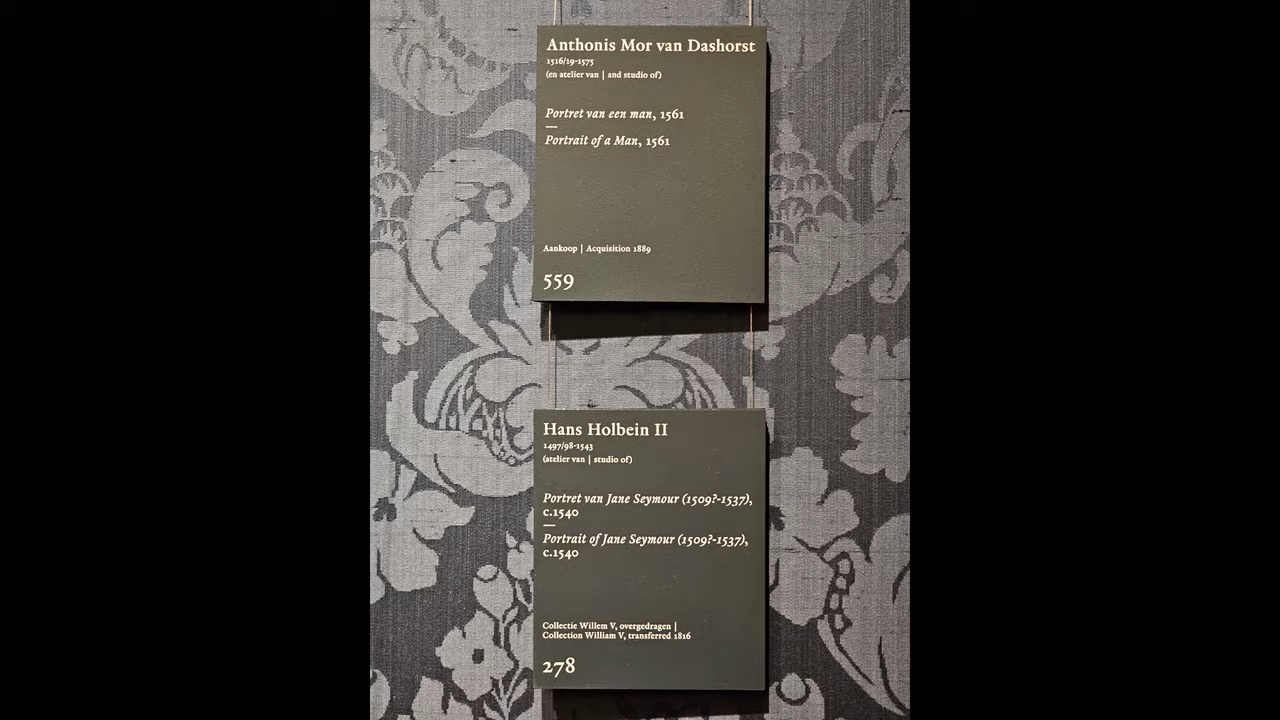 Anthonis Mor van Dashorst
1516/19-1575
(en atelier van | and studio of)
Portret van een man, 1561
—
Portrait of a Man, 1561
Aankoop | Acquisition 1889
559
Hans Holbein II
1497/98-1543
(atelier van | studio of)
Portret van Jane Seymour (1509?-1537),
c.1540
—
Portrait of Jane Seymour (1509?-1537),
c.1540
Collectie Willem V, overgedragen |
Collection William V, transferred 1816
278